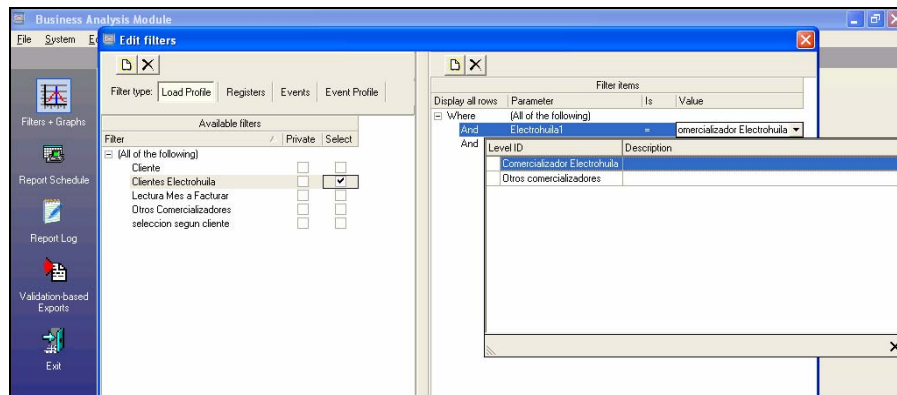 Business Analysis Module
File System E
Edit filters
Filter type: Load Profile Registers Events Event Profile
Available filters
Filter / Private Select
(All of the following)
Cliente
Clientes Electrohuila
Lectura Mes a Facturar
Otros Comercializadores
seleccion segun cliente
Filter items
Display all rows Parameter Is Value
Where (All of the following)
And Electrohuila1 = omercializador Electrohuila
And
Level ID Description
Comercializador Electrohuila
Otros comercializadores
Filters + Graphs
Report Schedule
Report Log
Validation-based
Exports
Exit